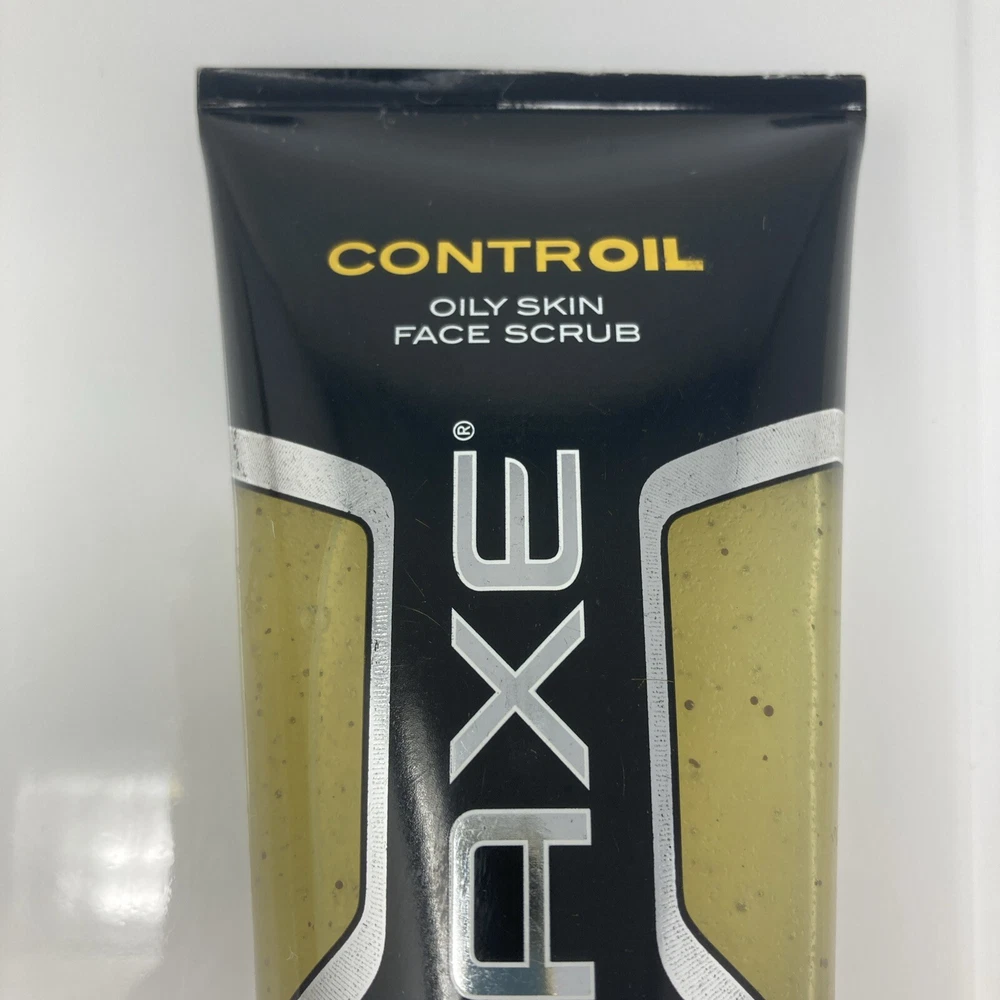 CONTROIL
OILY SKIN
FACE SCRUB
AXE®